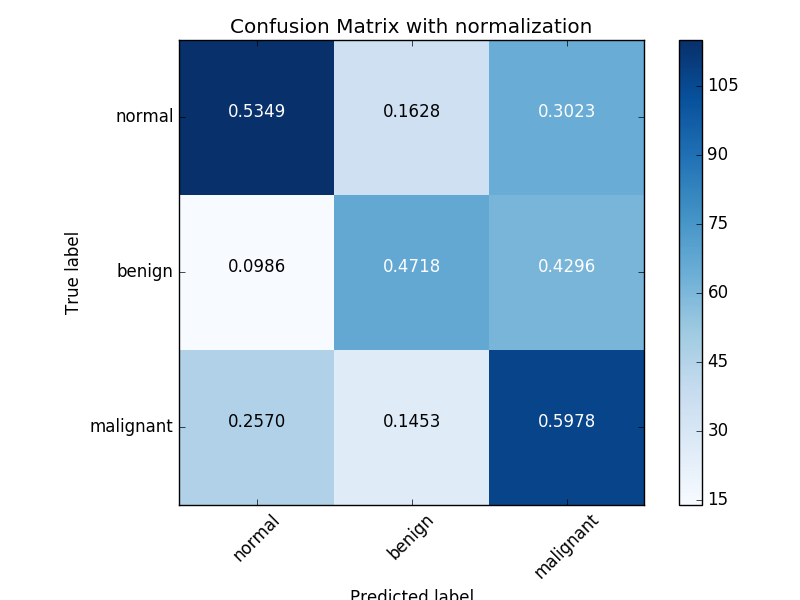 Confusion Matrix with normalization
normal 0.5349 0.1628 0.3023
benign 0.0986 0.4718 0.4296
malignant 0.2570 0.1453 0.5978
True label
normal benign malignant
Predicted label
105
90
75
60
45
30
15